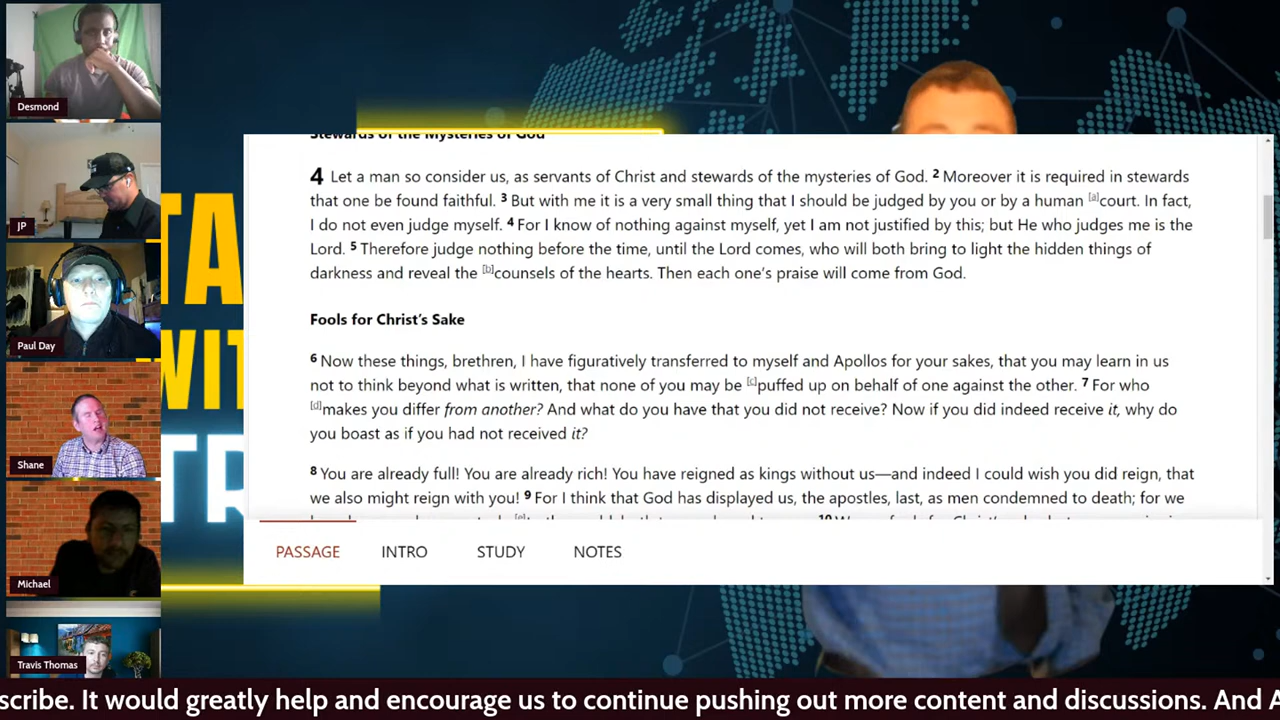 Desmond
JP
Paul Day
Shane
Michael
Travis Thomas
TA
WIT
TR
Stewards of the Mysteries of God
4 Let a man so consider us, as servants of Christ and stewards of the mysteries of God. 2 Moreover it is required in stewards
that one be found faithful. 3 But with me it is a very small thing that I should be judged by you or by a human [a]court. In fact,
I do not even judge myself. 4 For I know of nothing against myself, yet I am not justified by this; but He who judges me is the
Lord. 5 Therefore judge nothing before the time, until the Lord comes, who will both bring to light the hidden things of
darkness and reveal the [b]counsels of the hearts. Then each one’s praise will come from God.
Fools for Christ’s Sake
6 Now these things, brethren, I have figuratively transferred to myself and Apollos for your sakes, that you may learn in us
not to think beyond what is written, that none of you may be [c]puffed up on behalf of one against the other. 7 For who
[d]makes you differ from another? And what do you have that you did not receive? Now if you did indeed receive it, why do
you boast as if you had not received it?
8 You are already full! You are already rich! You have reigned as kings without us—and indeed I could wish you did reign, that
we also might reign with you! 9 For I think that God has displayed us, the apostles, last, as men condemned to death; for we
PASSAGE INTRO STUDY NOTES
scribe. It would greatly help and encourage us to continue pushing out more content and discussions. And A